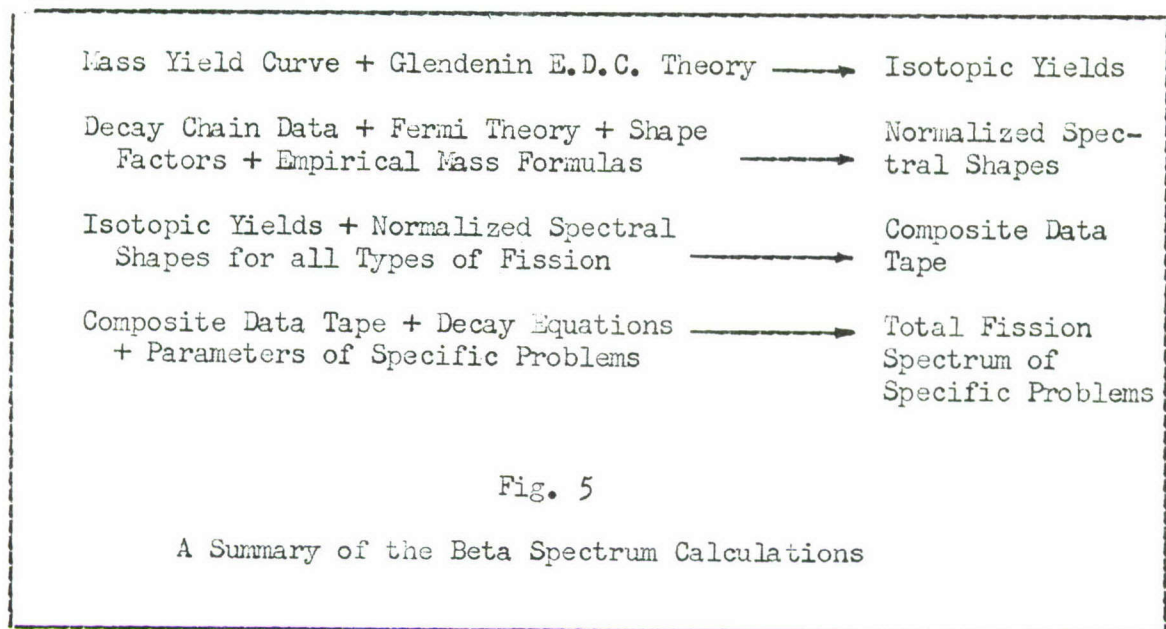 Mass Yield Curve + Glendenin E.D.C. Theory → Isotopic Yields
Decay Chain Data + Fermi Theory + Shape Normalized Spec-
Factors + Empirical Mass Formulas → tral Shapes
Isotopic Yields + Normalized Spectral Composite Data
Shapes for all Types of Fission → Tape
Composite Data Tape + Decay Equations → Total Fission
+ Parameters of Specific Problems Spectrum of
Specific Problems
Fig. 5
A Summary of the Beta Spectrum Calculations